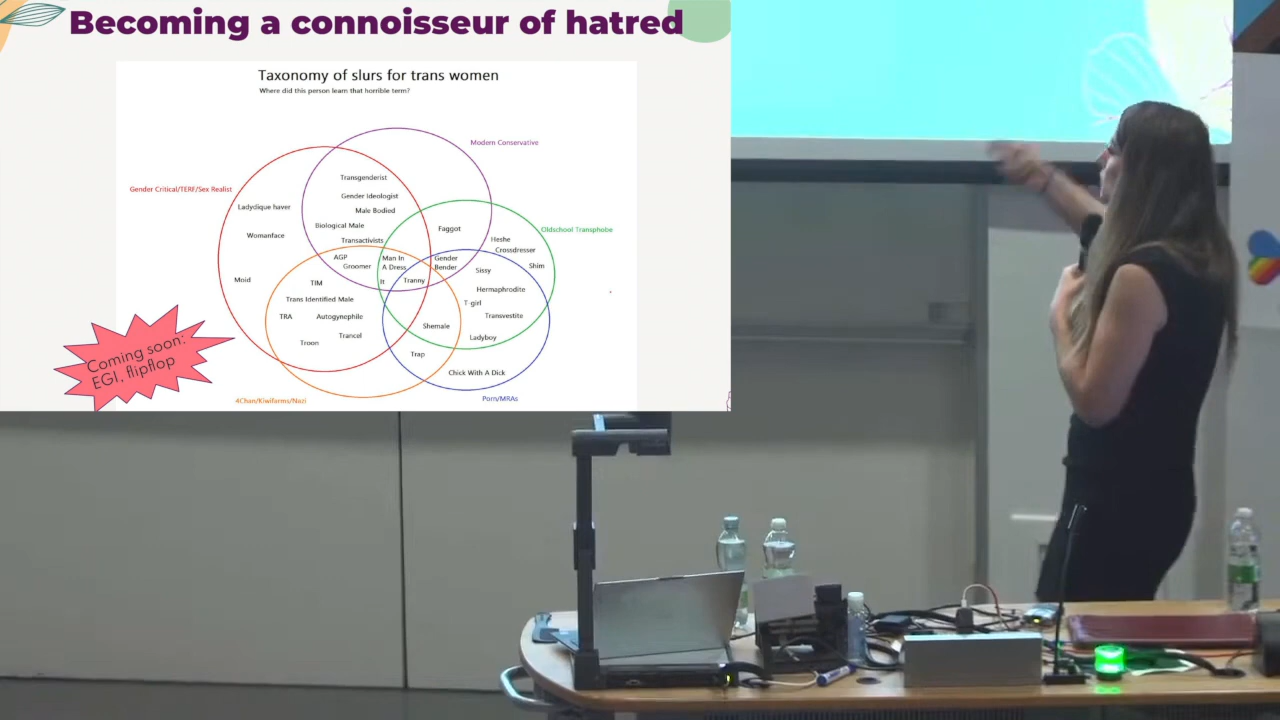 Becoming a connoisseur of hatred
Taxonomy of slurs for trans women
Where did this person learn that horrible term?
Modern Conservative
Transgenderist
Gender Critical/TERF/Sex Realist
Gender Ideologist
Ladydique haver
Male Bodied
Biological Male
Faggot
Oldschool Transphobe
Womanface
Transactivists
Heshe
Crossdresser
AGP
Man In
A Dress
Gender
Bender
Groomer
Sissy
Shim
Moid
TIM
It
Tranny
Hermaphrodite
Trans Identified Male
T-girl
TRA
Autogynephile
Transvestite
Shemale
Trancel
Ladyboy
Troon
Trap
Chick With A Dick
Coming soon:
EGI, flipflop
4Chan/Kiwifarms/Nazi
Porn/MRAs